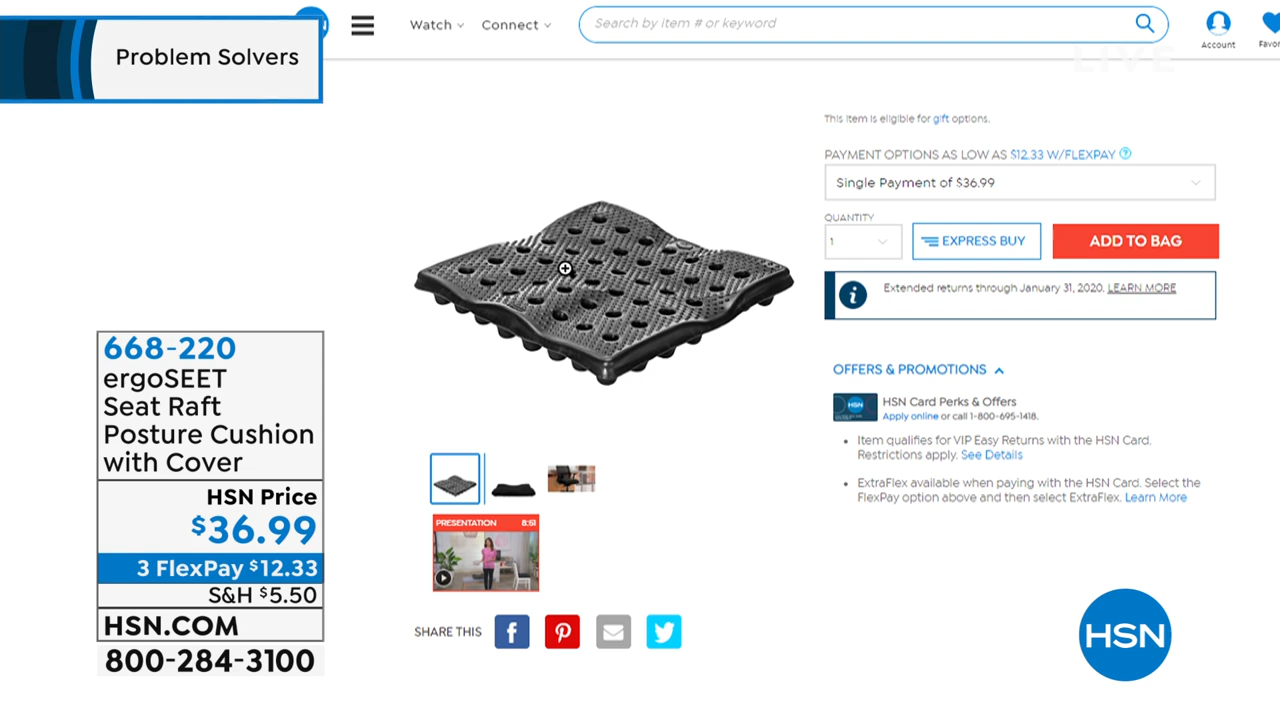 Problem Solvers
Watch
Connect
Search by item # or keyword
Account
LIVE
This item is eligible for gift options.
PAYMENT OPTIONS AS LOW AS $12.33 W/FLEXPAY ?
Single Payment of $36.99
QUANTITY
1
EXPRESS BUY
ADD TO BAG
i
Extended returns through January 31, 2020. LEARN MORE
OFFERS & PROMOTIONS
HSN
HSN Card Perks & Offers
Apply online or call 1-800-695-1418.
• Item qualifies for VIP Easy Returns with the HSN Card.
Restrictions apply. See Details
• ExtraFlex available when paying with the HSN Card. Select the
FlexPay option above and then select ExtraFlex. Learn More
668-220
ergoSEET
Seat Raft
Posture Cushion
with Cover
HSN Price
$36.99
3 FlexPay $12.33
S&H $5.50
HSN.COM
800-284-3100
PRESENTATION 8:51
SHARE THIS
HSN